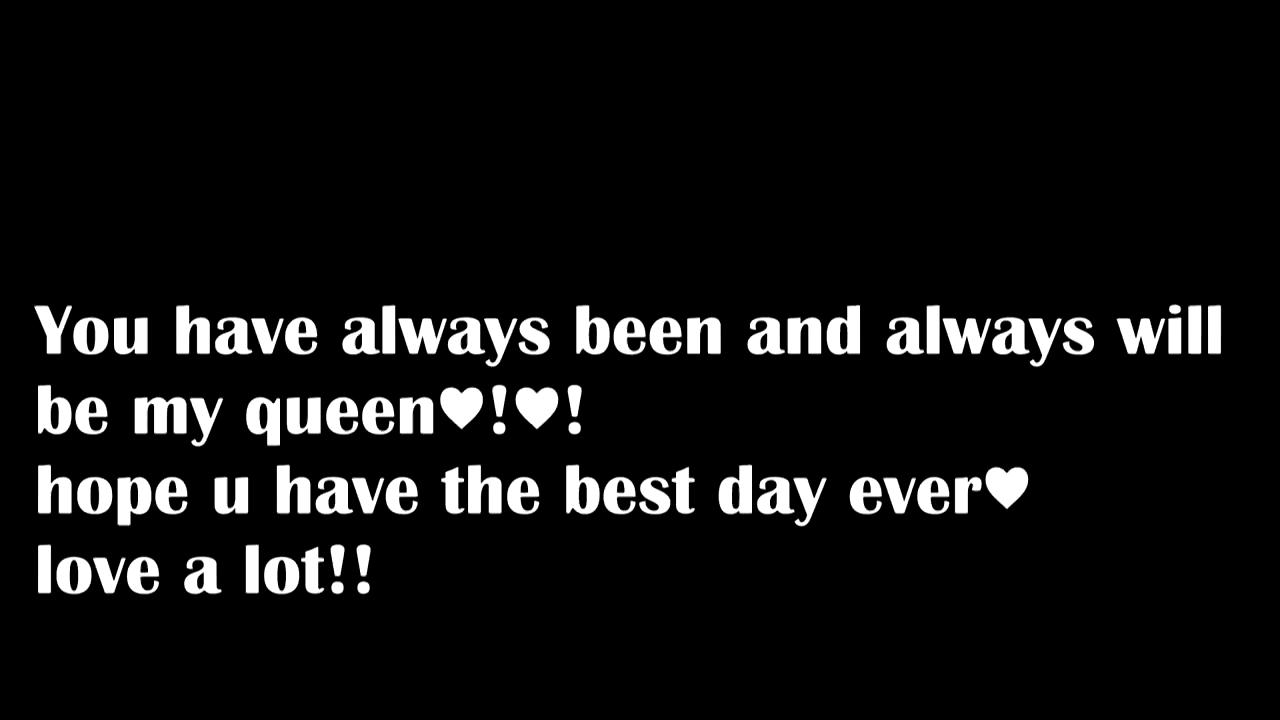 You have always been and always will
be my queen♥!♥!
hope u have the best day ever♥
love a lot!!